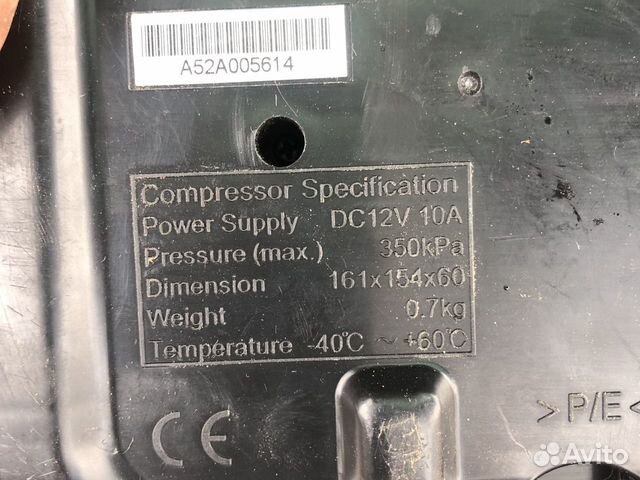 A52A005614
Compressor Specification
Power Supply DC12V 10A
Pressure (max.) 350kPa
Dimension 161x154x60
Weight 0.7kg
Temperature -40℃ ~ +60℃
CE
>P/E<
Avito